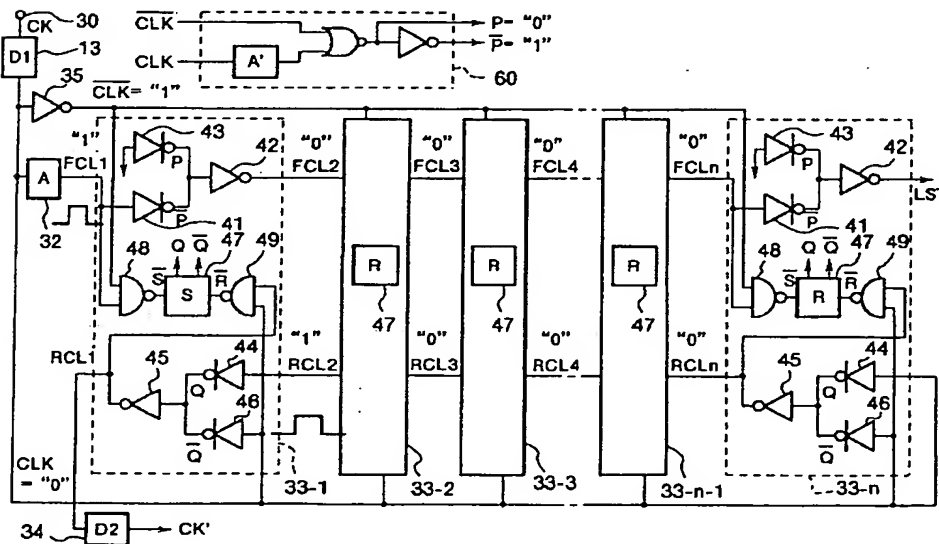 30
CK
D1
13
35
CLK
CLK
A'
P= "0"
P= "1"
60
CLK= "1"
"1"
FCL1
A
32
43
P
42
P
41
48
Q Q 47 49
S S R
RCL1
45
44
Q
46
Q
"1"
RCL2
CLK
= "0"
34
D2
CK'
33-1
"0"
FCL2
R
47
33-2
"0"
FCL3
"0"
RCL3
R
47
33-3
"0"
FCL4
"0"
RCL4
R
47
33-n-1
"0"
FCLn
"0"
RCLn
43
P
42
LST
P
41
48
Q Q 47 49
S R R
45
44
Q
46
Q
33-n